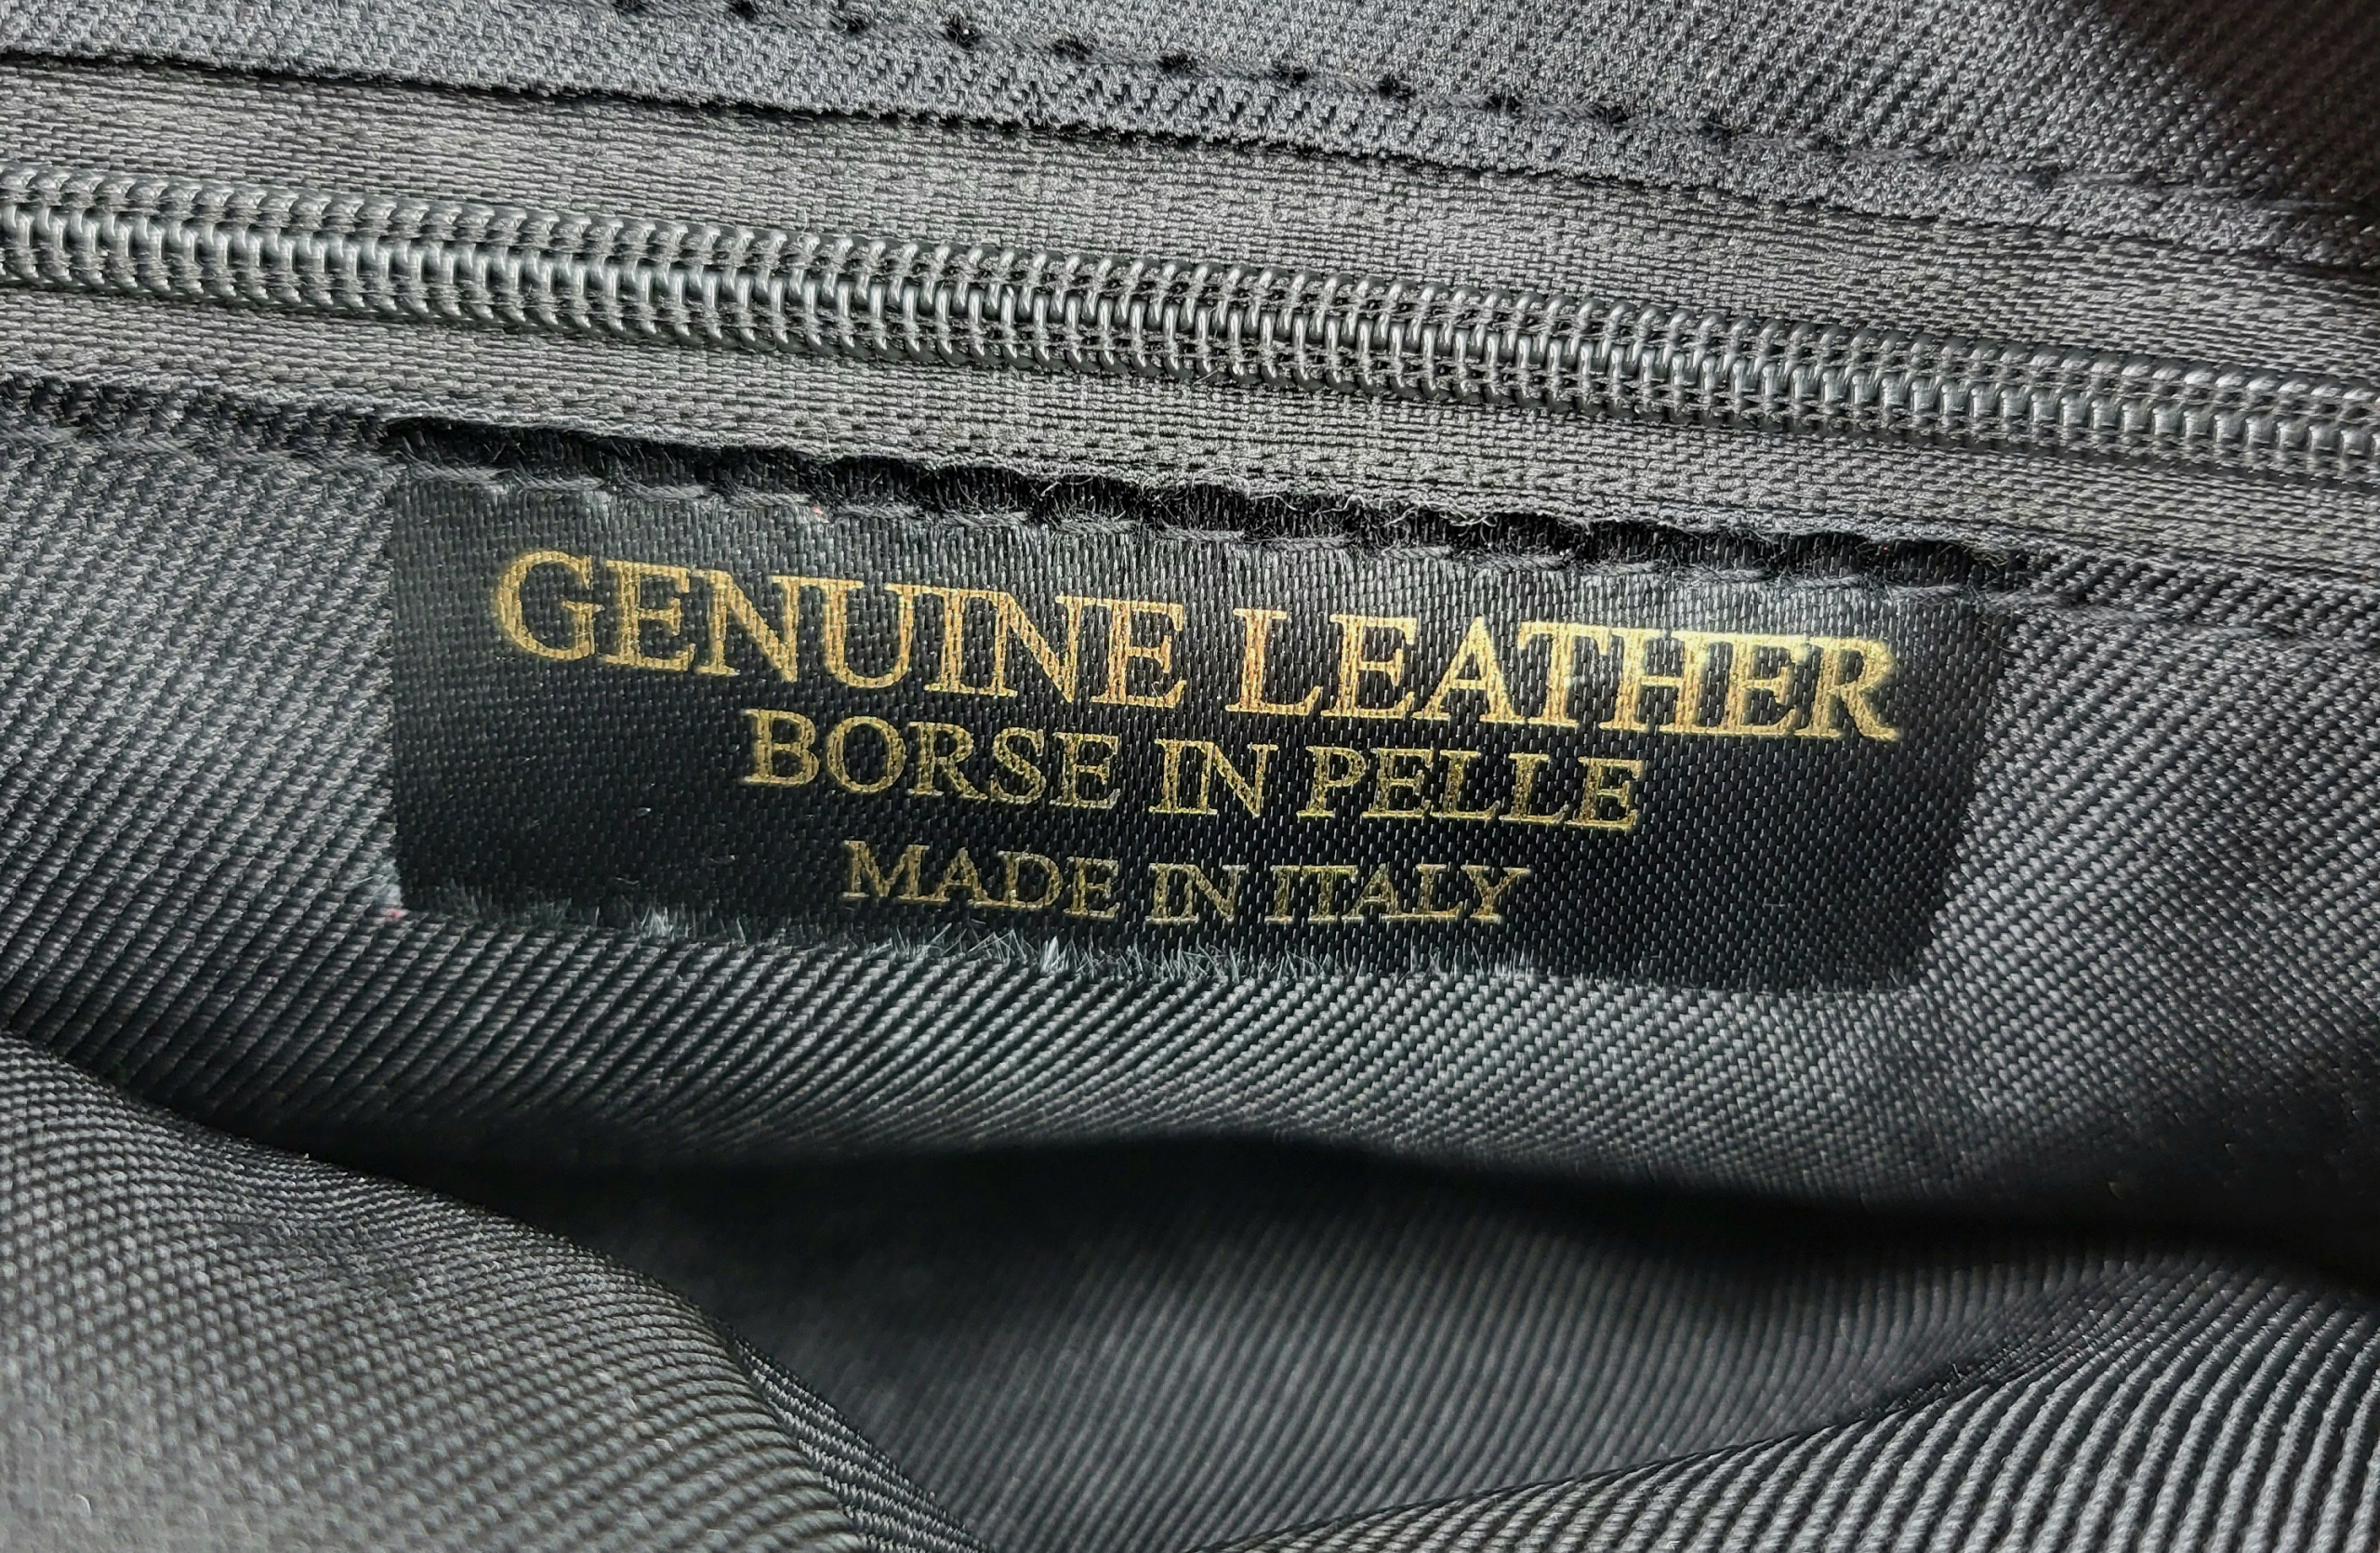 GENUINE LEATHER
BORSE IN PELLE
MADE IN ITALY